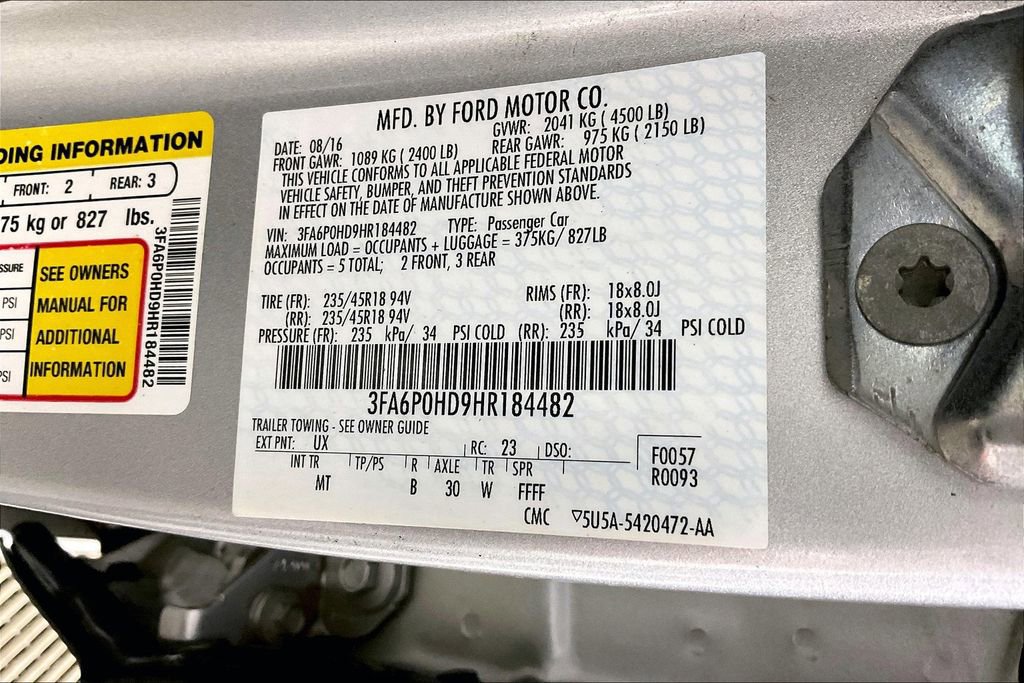 DING INFORMATION
FRONT: 2 REAR: 3
75 kg or 827 lbs.
SSURE
PSI
PSI
PSI
SEE OWNERS
MANUAL FOR
ADDITIONAL
INFORMATION
3FA6P0HD9HR184482
MFD. BY FORD MOTOR CO.
DATE: 08/16 GVWR: 2041 KG ( 4500 LB)
FRONT GAWR: 1089 KG ( 2400 LB) REAR GAWR: 975 KG ( 2150 LB)
THIS VEHICLE CONFORMS TO ALL APPLICABLE FEDERAL MOTOR
VEHICLE SAFETY, BUMPER, AND THEFT PREVENTION STANDARDS
IN EFFECT ON THE DATE OF MANUFACTURE SHOWN ABOVE.
VIN: 3FA6P0HD9HR184482 TYPE: Passenger Car
MAXIMUM LOAD = OCCUPANTS + LUGGAGE = 375KG/ 827LB
OCCUPANTS = 5 TOTAL; 2 FRONT, 3 REAR
TIRE (FR): 235/45R18 94V RIMS (FR): 18x8.0J
(RR): 235/45R18 94V (RR): 18x8.0J
PRESSURE (FR): 235 kPa/ 34 PSI COLD (RR): 235 kPa/ 34 PSI COLD
3FA6P0HD9HR184482
TRAILER TOWING - SEE OWNER GUIDE
EXT PNT: UX RC: 23 DSO:
INT TR TP/PS R AXLE TR SPR
MT B 30 W FFFF
F0057
R0093
CMC ▽5U5A-5420472-AA